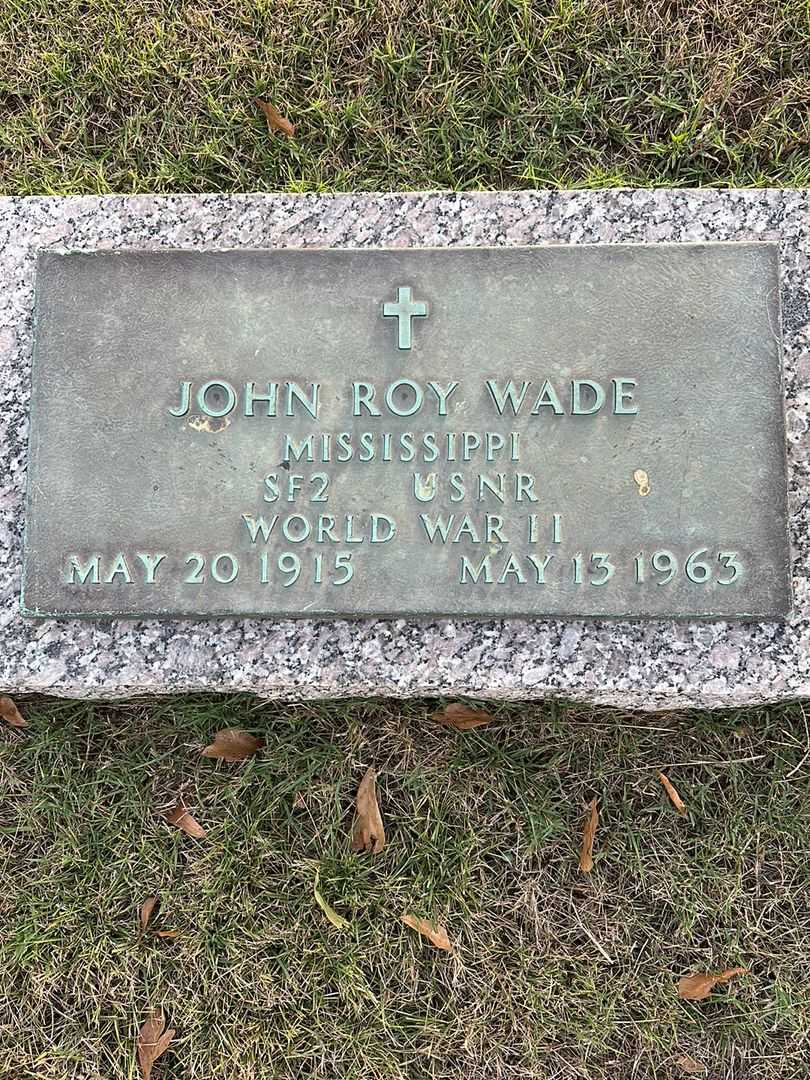 JOHN ROY WADE
MISSISSIPPI
SF2 USNR
WORLD WAR II
MAY 20 1915 MAY 13 1963